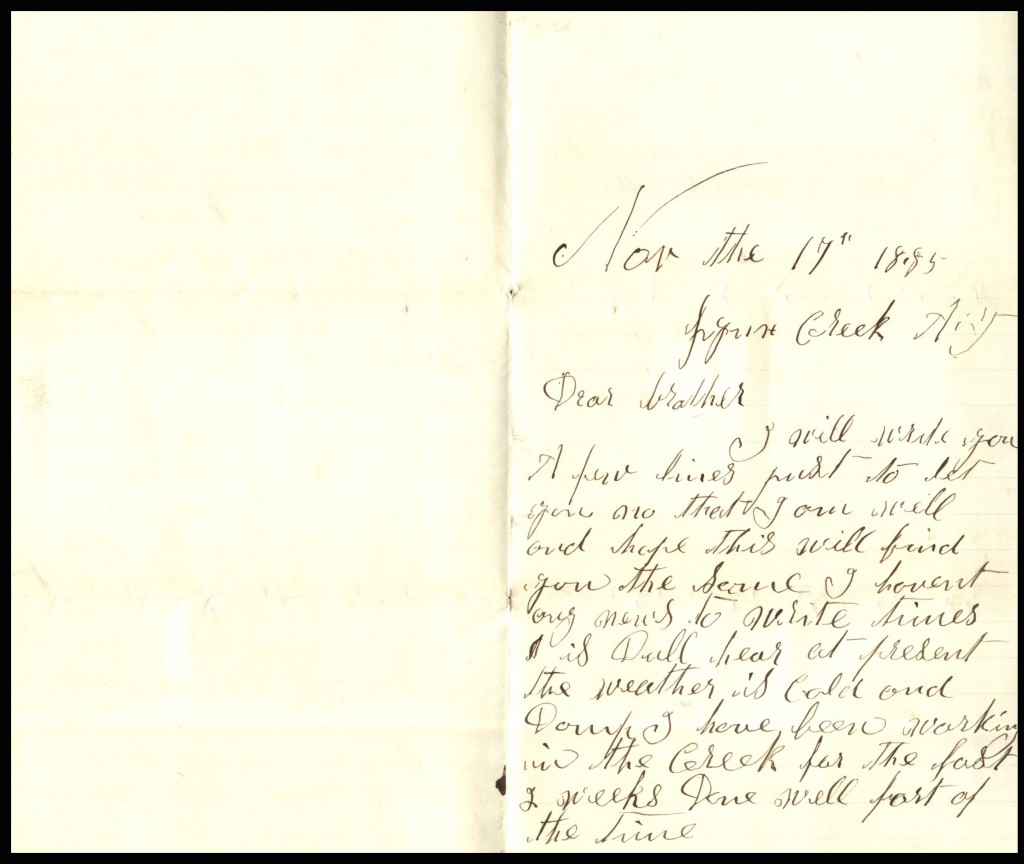 Nov the 17" 1885
Creek
Dear brother
I will write you
A few lines just to let
you no that I am well
and hope this will find
you the Same I havent
any news to write times
is Dull hear at present
the weather is Cold and
Damp I have been working
in the Creek for the past
2 weeks Done well part of
the time